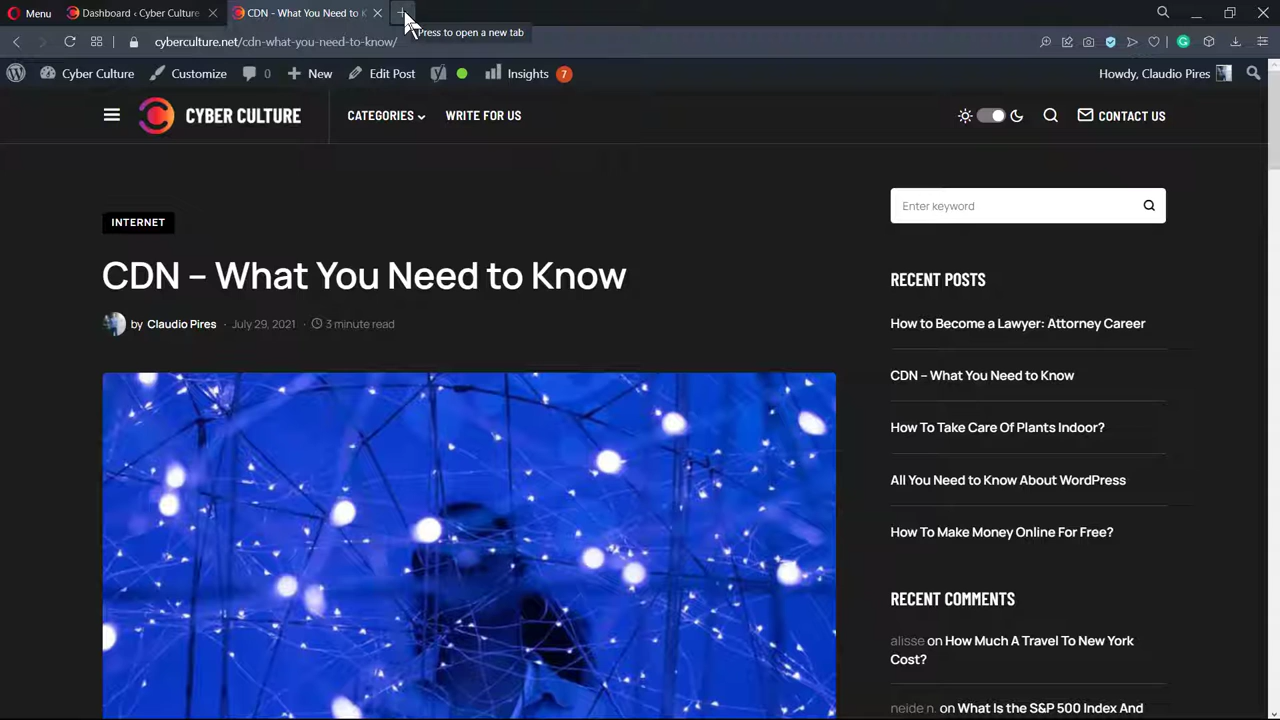 Menu
Dashboard ‹ Cyber Culture
CDN - What You Need to K
Press to open a new tab
cyberculture.net/cdn-what-you-need-to-know/
Cyber Culture
Customize
0
New
Edit Post
Insights
7
Howdy, Claudio Pires
CYBER CULTURE
CATEGORIES
WRITE FOR US
CONTACT US
INTERNET
CDN – What You Need to Know
by Claudio Pires · July 29, 2021 · 3 minute read
Enter keyword
RECENT POSTS
How to Become a Lawyer: Attorney Career
CDN – What You Need to Know
How To Take Care Of Plants Indoor?
All You Need to Know About WordPress
How To Make Money Online For Free?
RECENT COMMENTS
alisse on How Much A Travel To New York
Cost?
neide n. on What Is the S&P 500 Index And